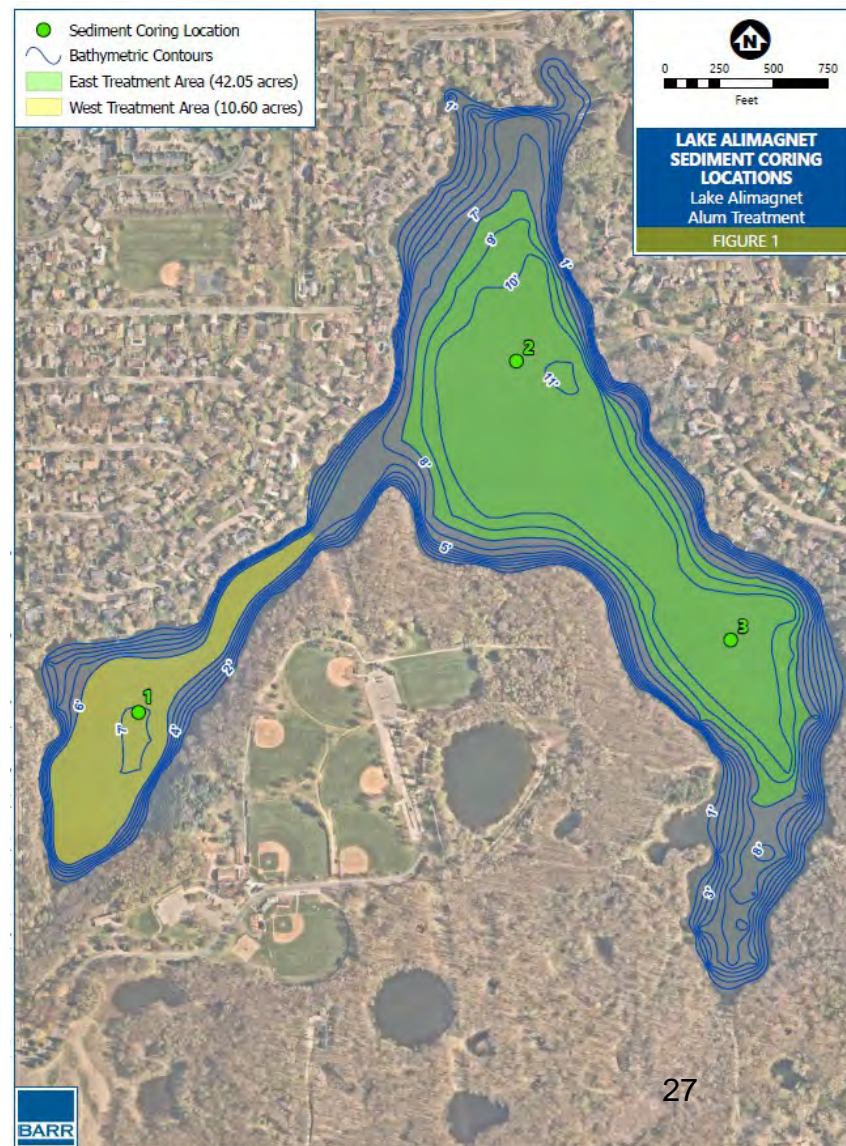 Sediment Coring Location
Bathymetric Contours
East Treatment Area (42.05 acres)
West Treatment Area (10.60 acres)
N
0 250 500 750
Feet
LAKE ALIMAGNET
SEDIMENT CORING
LOCATIONS
Lake Alimagnet
Alum Treatment
FIGURE 1
1'
7'
9'
1'
10'
2
11'
8'
5'
3
2'
1
6'
7'
4'
1'
8'
3'
27
BARR